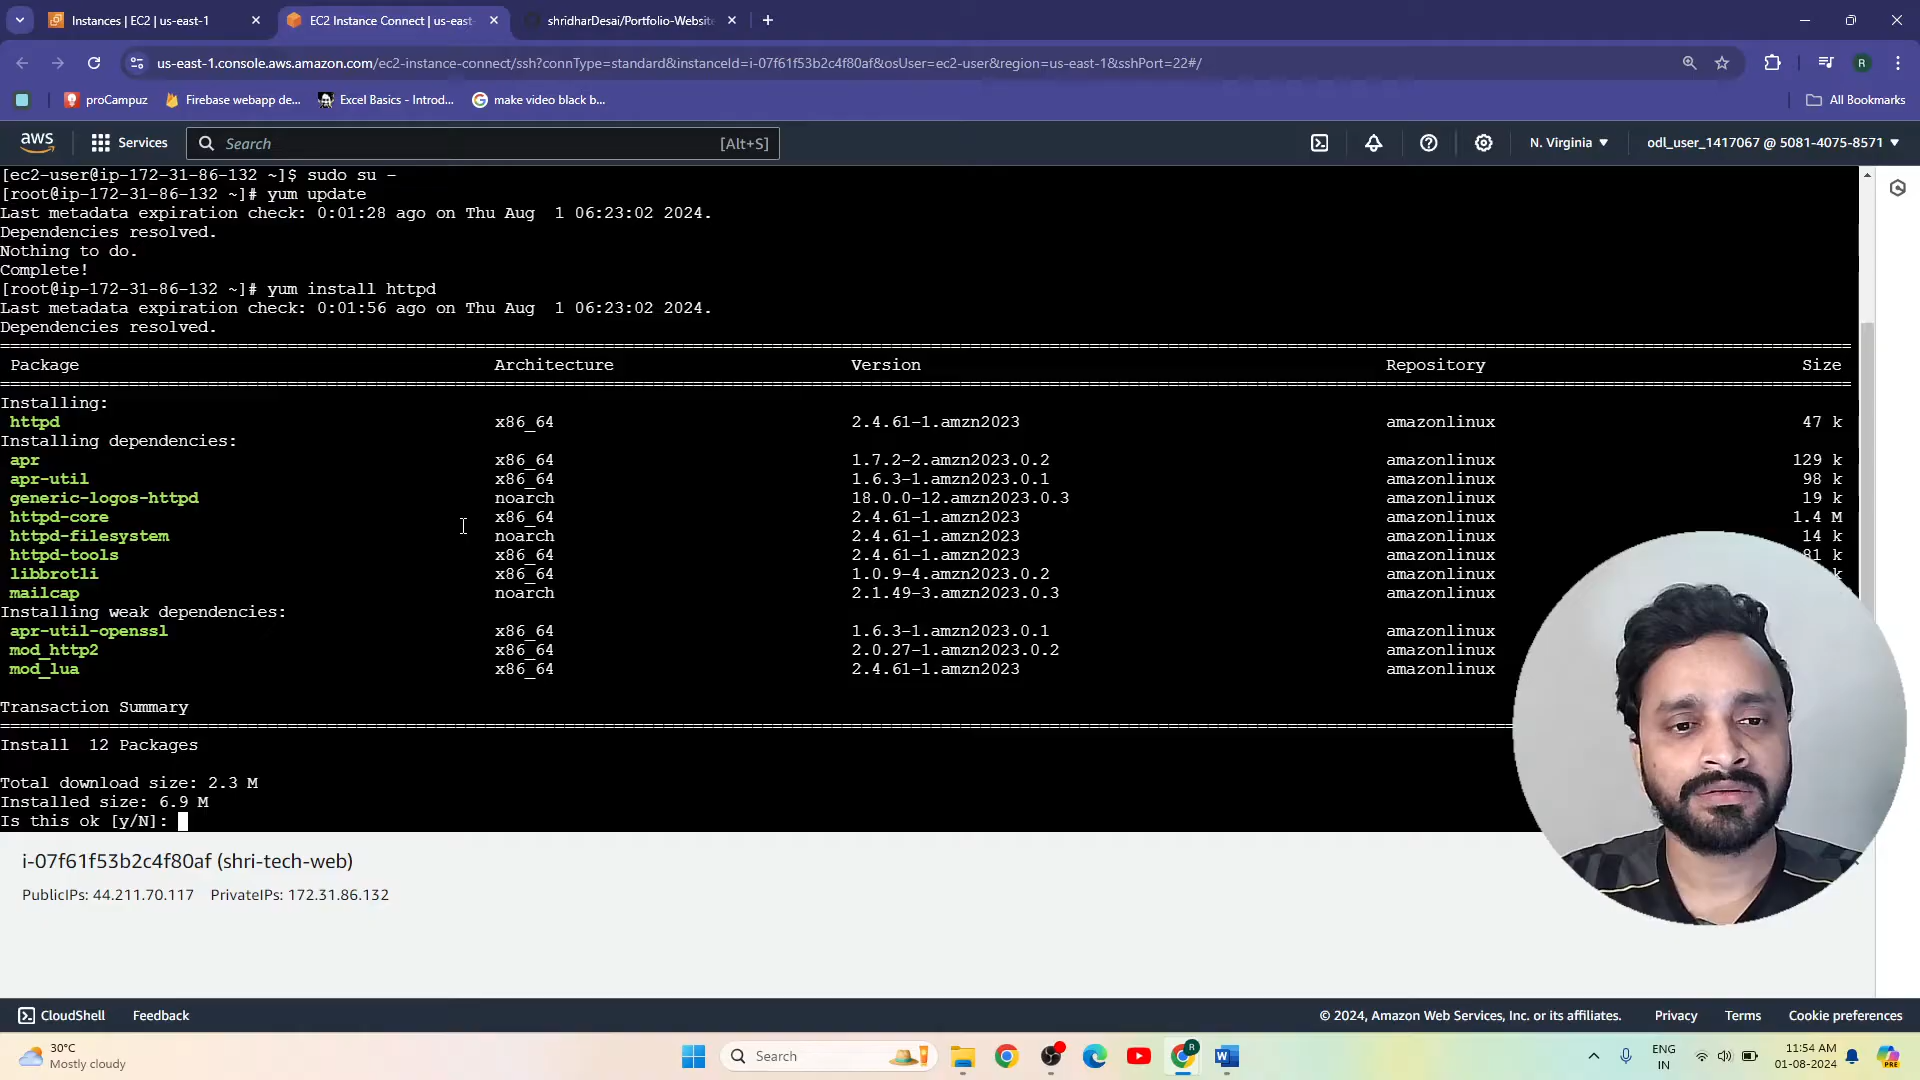 Instances | EC2 | us-east-1
EC2 Instance Connect | us-east-
shridharDesai/Portfolio-Website
us-east-1.console.aws.amazon.com/ec2-instance-connect/ssh?connType=standard&instanceId=i-07f61f53b2c4f80af&osUser=ec2-user&region=us-east-1&sshPort=22#/
R
proCampuz
Firebase webapp de...
Excel Basics - Introd...
make video black b...
All Bookmarks
aws
Services
Search
[Alt+S]
N. Virginia
odl_user_1417067 @ 5081-4075-8571
[ec2-user@ip-172-31-86-132 ~]$ sudo su -
[root@ip-172-31-86-132 ~]# yum update
Last metadata expiration check: 0:01:28 ago on Thu Aug  1 06:23:02 2024.
Dependencies resolved.
Nothing to do.
Complete!
[root@ip-172-31-86-132 ~]# yum install httpd
Last metadata expiration check: 0:01:56 ago on Thu Aug  1 06:23:02 2024.
Dependencies resolved.
Package Architecture Version Repository Size
Installing:
httpd x86_64 2.4.61-1.amzn2023 amazonlinux 47 k
Installing dependencies:
apr x86_64 1.7.2-2.amzn2023.0.2 amazonlinux 129 k
apr-util x86_64 1.6.3-1.amzn2023.0.1 amazonlinux 98 k
generic-logos-httpd noarch 18.0.0-12.amzn2023.0.3 amazonlinux 19 k
httpd-core x86_64 2.4.61-1.amzn2023 amazonlinux 1.4 M
httpd-filesystem noarch 2.4.61-1.amzn2023 amazonlinux 14 k
httpd-tools x86_64 2.4.61-1.amzn2023 amazonlinux 81 k
libbrotli x86_64 1.0.9-4.amzn2023.0.2 amazonlinux k
mailcap noarch 2.1.49-3.amzn2023.0.3 amazonlinux
Installing weak dependencies:
apr-util-openssl x86_64 1.6.3-1.amzn2023.0.1 amazonlinux
mod_http2 x86_64 2.0.27-1.amzn2023.0.2 amazonlinux
mod_lua x86_64 2.4.61-1.amzn2023 amazonlinux
Transaction Summary
Install  12 Packages
Total download size: 2.3 M
Installed size: 6.9 M
Is this ok [y/N]:
i-07f61f53b2c4f80af (shri-tech-web)
PublicIPs: 44.211.70.117 PrivateIPs: 172.31.86.132
CloudShell
Feedback
© 2024, Amazon Web Services, Inc. or its affiliates.
Privacy
Terms
Cookie preferences
30°C
Mostly cloudy
Search
R
ENG
IN
11:54 AM
01-08-2024
PRE